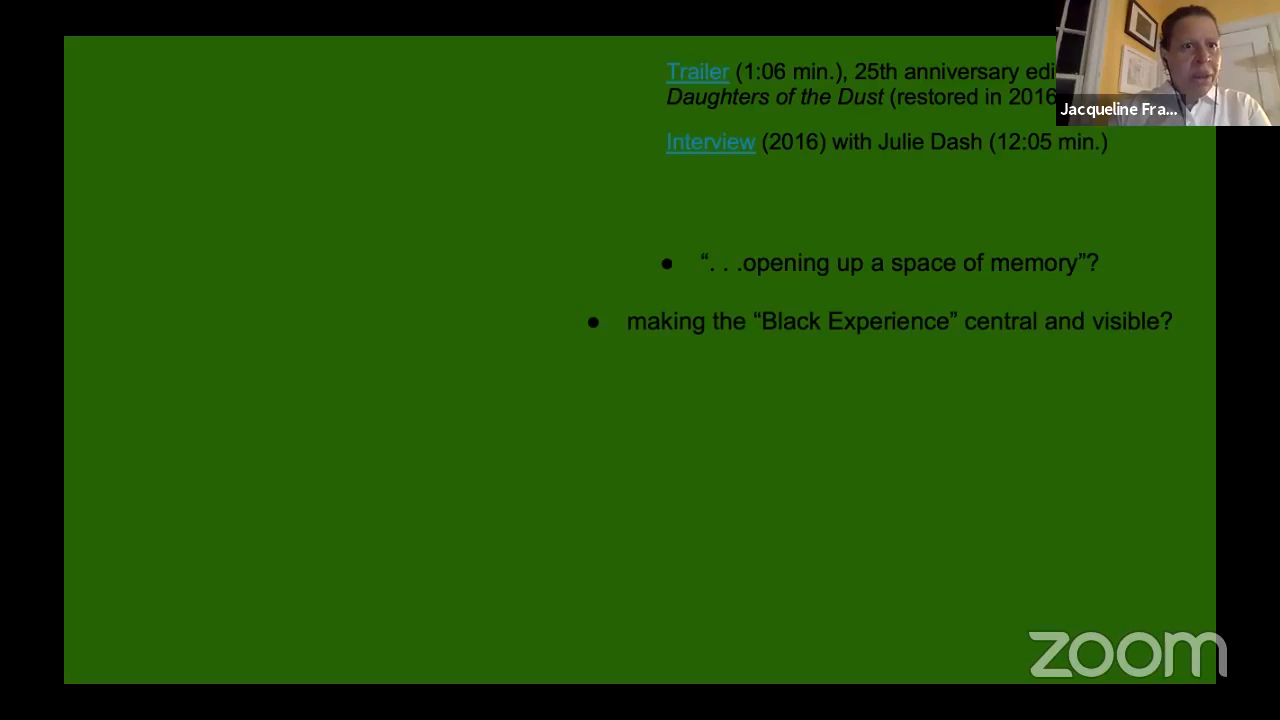 Trailer (1:06 min.), 25th anniversary edi
Daughters of the Dust (restored in 2016
Jacqueline Fra...
Interview (2016) with Julie Dash (12:05 min.)
● “. . .opening up a space of memory”?
● making the “Black Experience” central and visible?
zoom